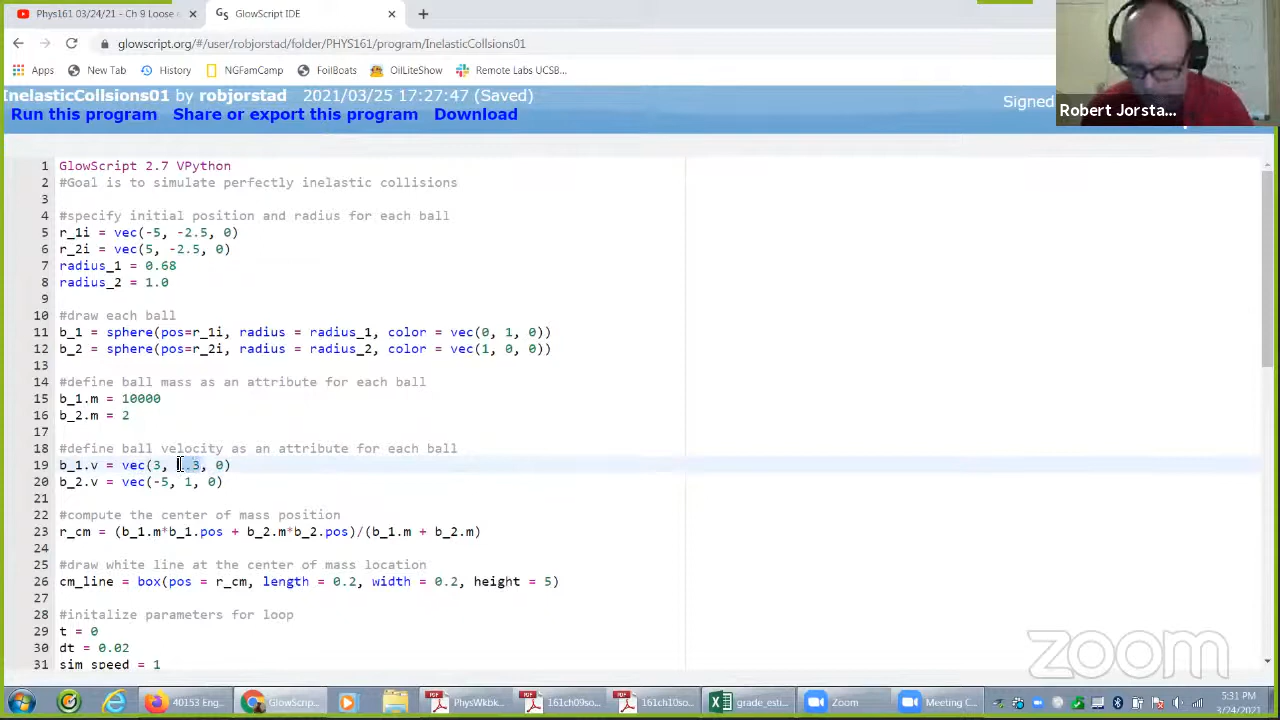 Phys161 03/24/21 - Ch 9 Loose
GlowScript IDE
glowscript.org/#/user/robjorstad/folder/PHYS161/program/InelasticCollsions01
Apps New Tab History NGFamCamp FoilBoats OilLiteShow Remote Labs UCSB...
InelasticCollsions01 by robjorstad 2021/03/25 17:27:47 (Saved)
Signed
Run this program Share or export this program Download
Robert Jorsta...
1 GlowScript 2.7 VPython
2 #Goal is to simulate perfectly inelastic collisions
3
4 #specify initial position and radius for each ball
5 r_1i = vec(-5, -2.5, 0)
6 r_2i = vec(5, -2.5, 0)
7 radius_1 = 0.68
8 radius_2 = 1.0
9
10 #draw each ball
11 b_1 = sphere(pos=r_1i, radius = radius_1, color = vec(0, 1, 0))
12 b_2 = sphere(pos=r_2i, radius = radius_2, color = vec(1, 0, 0))
13
14 #define ball mass as an attribute for each ball
15 b_1.m = 10000
16 b_2.m = 2
17
18 #define ball velocity as an attribute for each ball
19 b_1.v = vec(3, .3, 0)
20 b_2.v = vec(-5, 1, 0)
21
22 #compute the center of mass position
23 r_cm = (b_1.m*b_1.pos + b_2.m*b_2.pos)/(b_1.m + b_2.m)
24
25 #draw white line at the center of mass location
26 cm_line = box(pos = r_cm, length = 0.2, width = 0.2, height = 5)
27
28 #initalize parameters for loop
29 t = 0
30 dt = 0.02
31 sim_speed = 1
zoom
40153 Eng... GlowScrip... PhysWkbk... 161ch09so... 161ch10so... grade_esti... Zoom Meeting C...
5:31 PM
3/24/2021